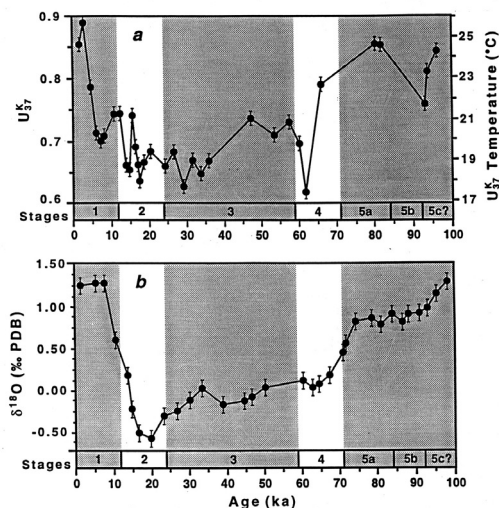 a
0.9
0.8
0.7
0.6
U37K
25
23
21
19
17
U37K Temperature (°C)
Stages 1 2 3 4 5a 5b 5c?
0 10 20 30 40 50 60 70 80 90 100
b
1.50
1.00
0.50
0.00
-0.50
δ18O (‰ PDB)
Stages 1 2 3 4 5a 5b 5c?
0 10 20 30 40 50 60 70 80 90 100
Age (ka)